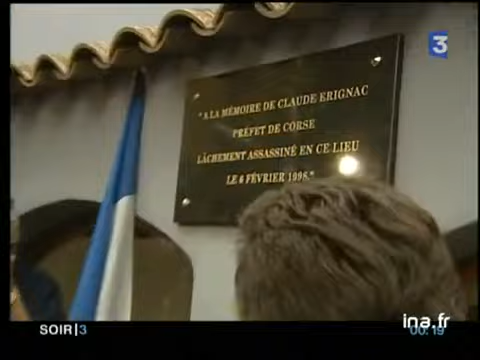 3
"A LA MÉMOIRE DE CLAUDE ERIGNAC
PRÉFET DE CORSE
LÂCHEMENT ASSASSINÉ EN CE LIEU
LE 6 FÉVRIER 1998."
ina.fr
SOIR|3
00:19